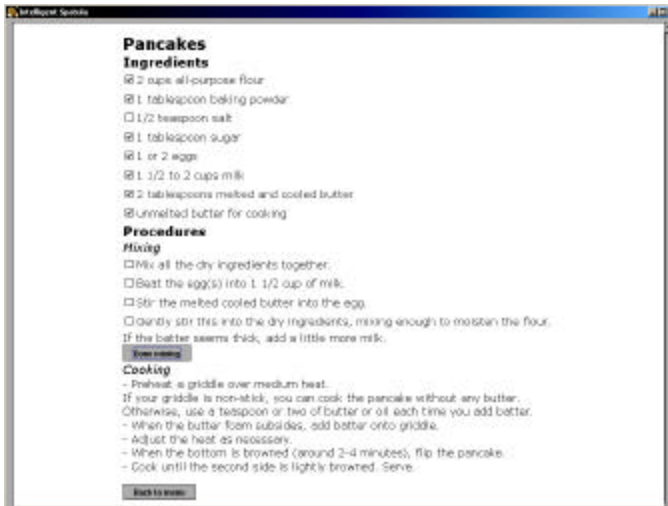 Intelligent Spatula
Pancakes
Ingredients
2 cups all-purpose flour
1 tablespoon baking powder
1/2 teaspoon salt
1 tablespoon sugar
1 or 2 eggs
1 1/2 to 2 cups milk
2 tablespoons melted and cooled butter
unmelted butter for cooking
Procedures
Mixing
Mix all the dry ingredients together.
Beat the egg(s) into 1 1/2 cup of milk.
Stir the melted cooled butter into the egg.
Gently stir this into the dry ingredients, mixing enough to moisten the flour.
If the batter seems thick, add a little more milk.
Done mixing
Cooking
- Preheat a griddle over medium heat.
If your griddle is non-stick, you can cook the pancake without any butter.
Otherwise, use a teaspoon or two of butter or oil each time you add batter.
- When the butter foam subsides, add batter onto griddle.
- Adjust the heat as necessary.
- When the bottom is browned (around 2-4 minutes), flip the pancake.
- Cook until the second side is lightly browned. Serve.
Back to menu